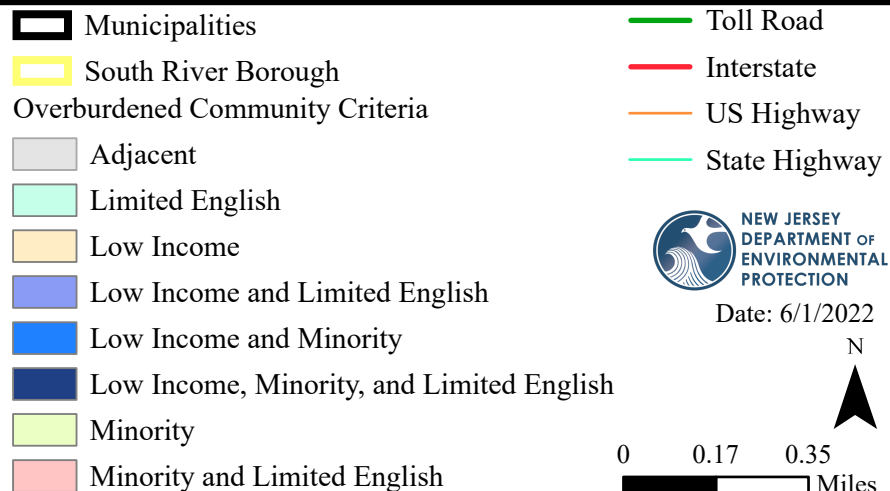 Municipalities
South River Borough
Overburdened Community Criteria
Adjacent
Limited English
Low Income
Low Income and Limited English
Low Income and Minority
Low Income, Minority, and Limited English
Minority
Minority and Limited English
Toll Road
Interstate
US Highway
State Highway
NEW JERSEY
DEPARTMENT OF
ENVIRONMENTAL
PROTECTION
Date: 6/1/2022
N
0 0.17 0.35
Miles